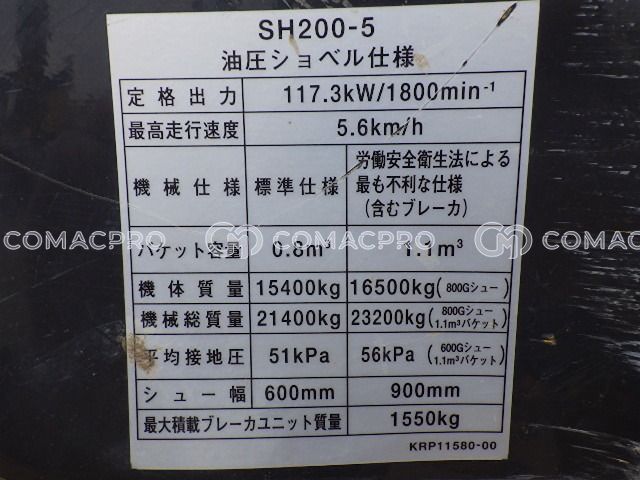 SH200-5
油圧ショベル仕様
定格出力 117.3kW/1800min⁻¹
最高走行速度 5.6km/h
機械仕様 標準仕様 労働安全衛生法による
最も不利な仕様
(含むブレーカ)
COMACPRO COMACPRO COMACPRO
バケット容量 0.8m³ 1.1m³
機体質量 15400kg 16500kg(800Gシュー)
機械総質量 21400kg 23200kg(800Gシュー
1.1m³バケット)
平均接地圧 51kPa 56kPa (600Gシュー
1.1m³バケット)
シュー幅 600mm 900mm
最大積載ブレーカユニット質量 1550kg
KRP11580-00